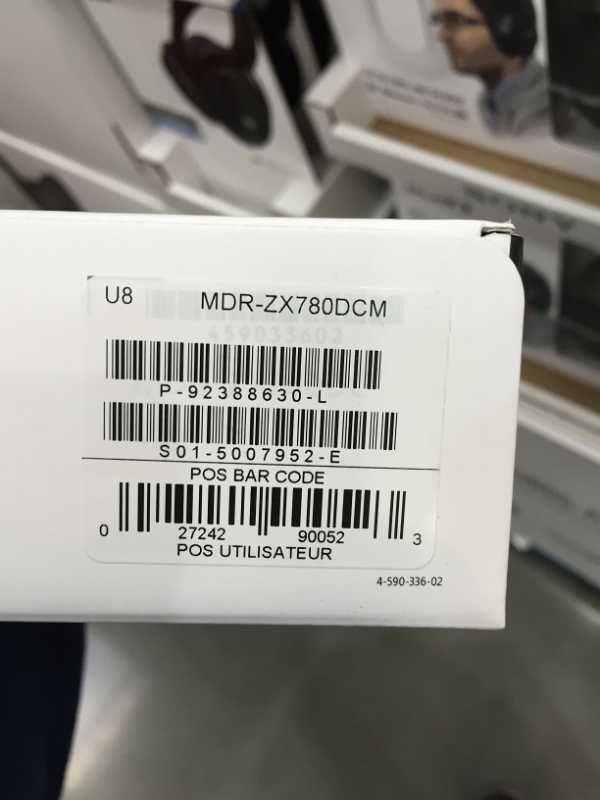 U8 MDR-ZX780DCM
459033602
P-92388630-L
S01-5007952-E
POS BAR CODE
0 27242 90052 3
POS UTILISATEUR
4-590-336-02